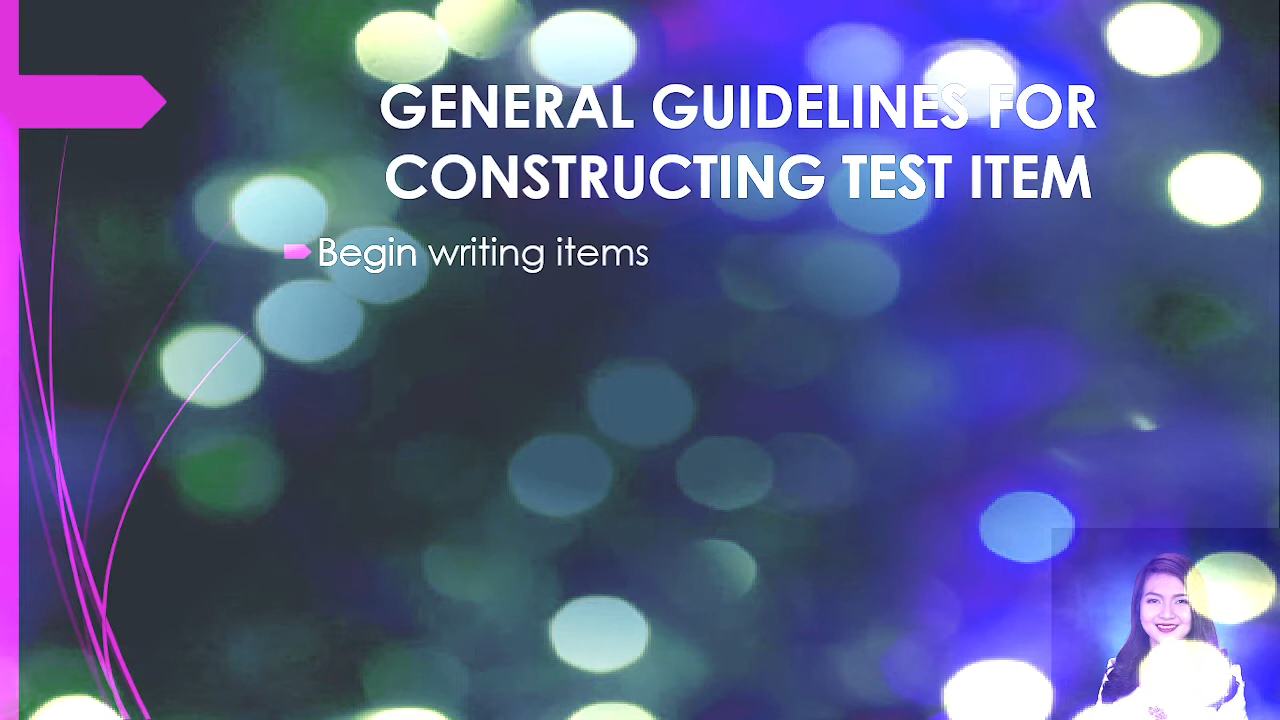 GENERAL GUIDELINES FOR
CONSTRUCTING TEST ITEM
Begin writing items